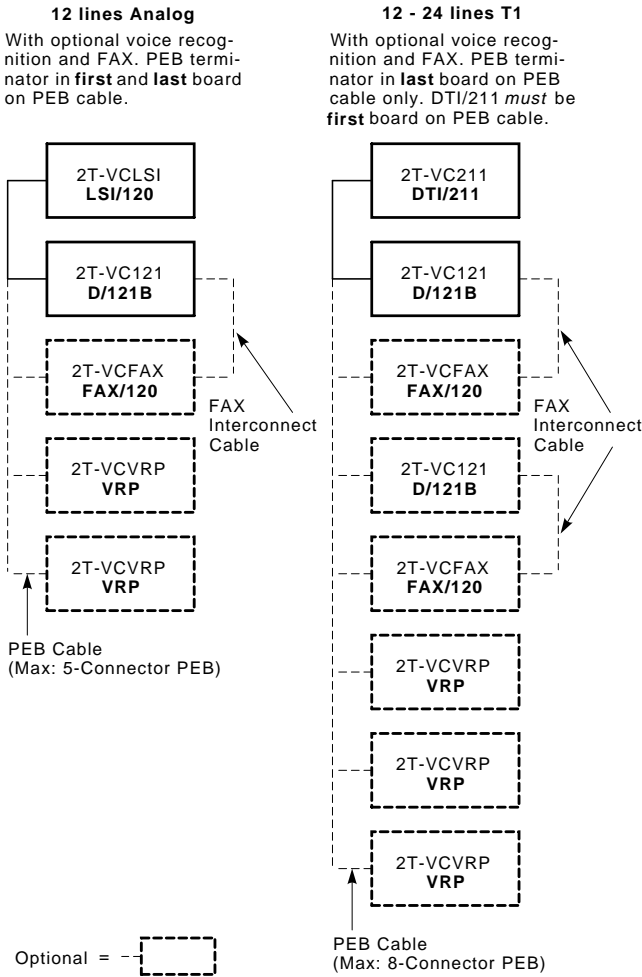 12 lines Analog
With optional voice recog-
nition and FAX. PEB termi-
nator in first and last board
on PEB cable.
2T-VCLSI
LSI/120
2T-VC121
D/121B
2T-VCFAX
FAX/120
FAX
Interconnect
Cable
2T-VCVRP
VRP
2T-VCVRP
VRP
PEB Cable
(Max: 5-Connector PEB)
Optional =
12 - 24 lines T1
With optional voice recog-
nition and FAX. PEB termi-
nator in last board on PEB
cable only. DTI/211 must be
first board on PEB cable.
2T-VC211
DTI/211
2T-VC121
D/121B
2T-VCFAX
FAX/120
FAX
Interconnect
Cable
2T-VC121
D/121B
2T-VCFAX
FAX/120
2T-VCVRP
VRP
2T-VCVRP
VRP
2T-VCVRP
VRP
PEB Cable
(Max: 8-Connector PEB)